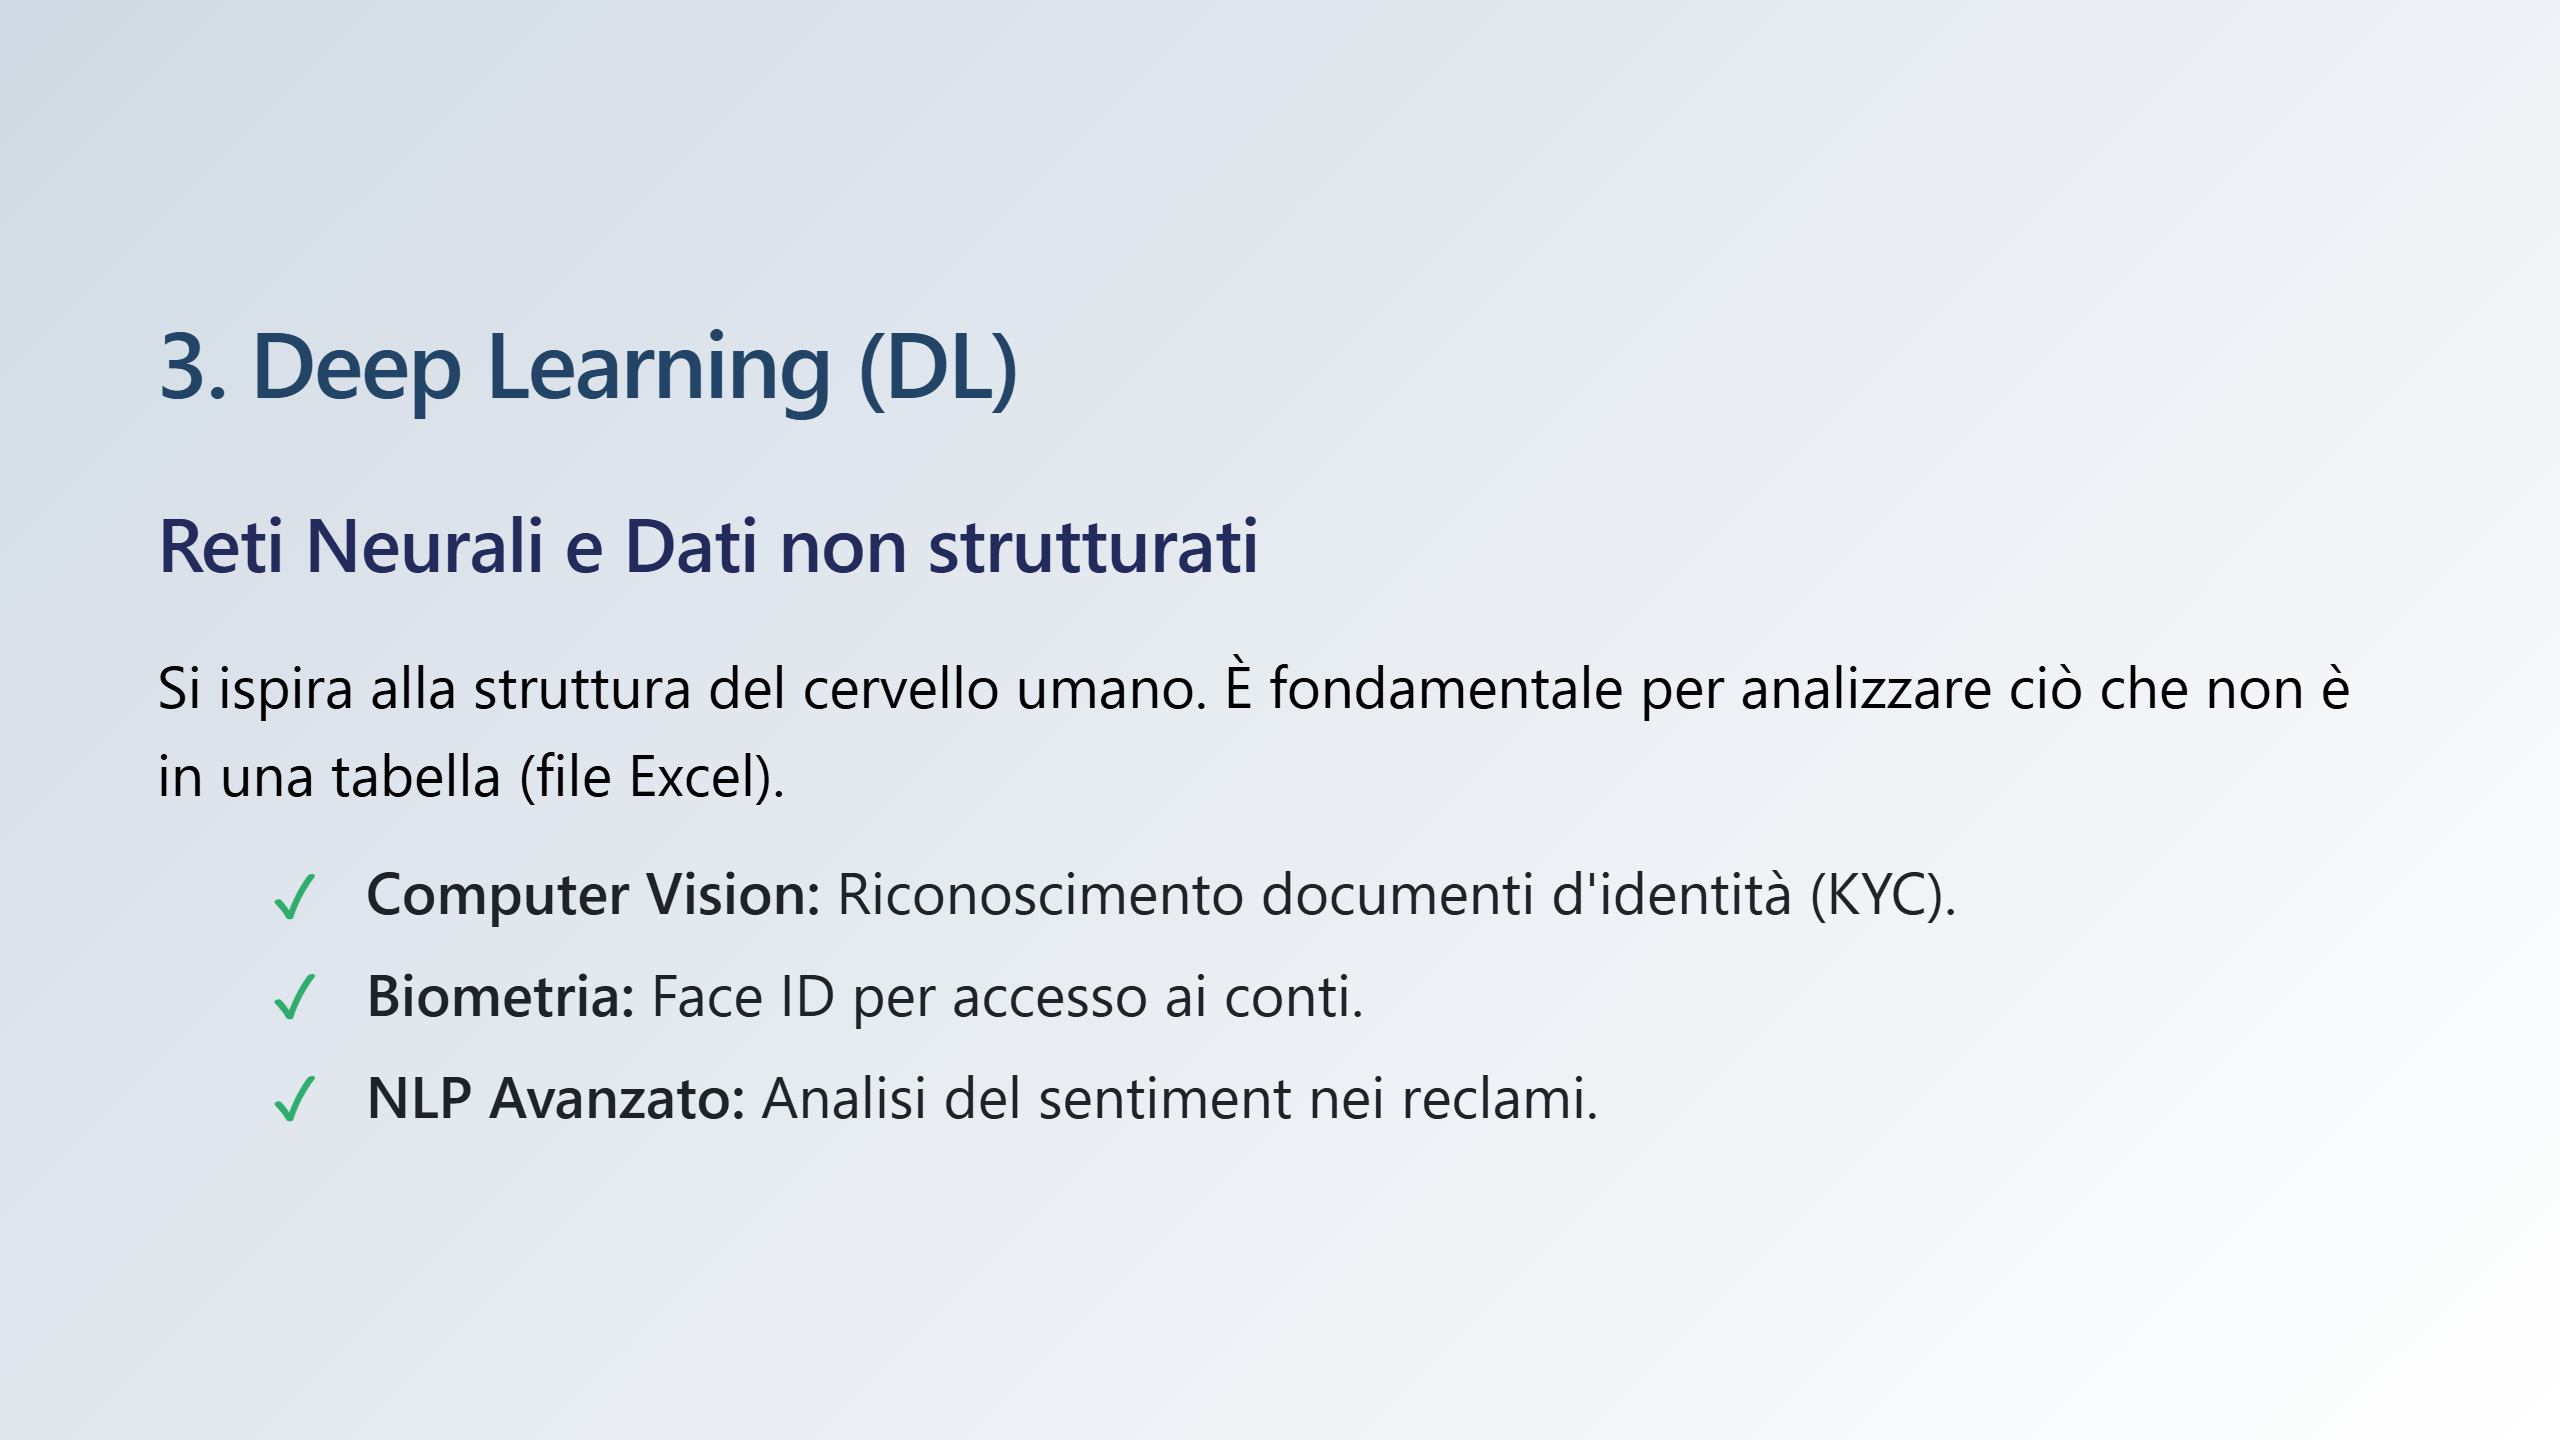 3. Deep Learning (DL)
Reti Neurali e Dati non strutturati
Si ispira alla struttura del cervello umano. È fondamentale per analizzare ciò che non è
in una tabella (file Excel).
✓ Computer Vision: Riconoscimento documenti d'identità (KYC).
✓ Biometria: Face ID per accesso ai conti.
✓ NLP Avanzato: Analisi del sentiment nei reclami.